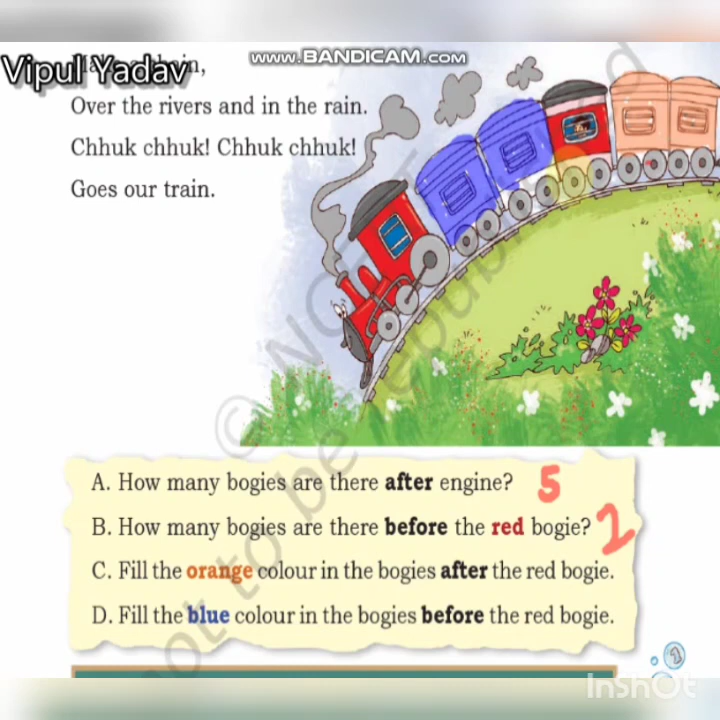 www.BANDICAM.com
Vipul Yadav
Over the rivers and in the rain.
Chhuk chhuk! Chhuk chhuk!
Goes our train.
A. How many bogies are there after engine? 5
B. How many bogies are there before the red bogie? 2
C. Fill the orange colour in the bogies after the red bogie.
D. Fill the blue colour in the bogies before the red bogie.
InShOt